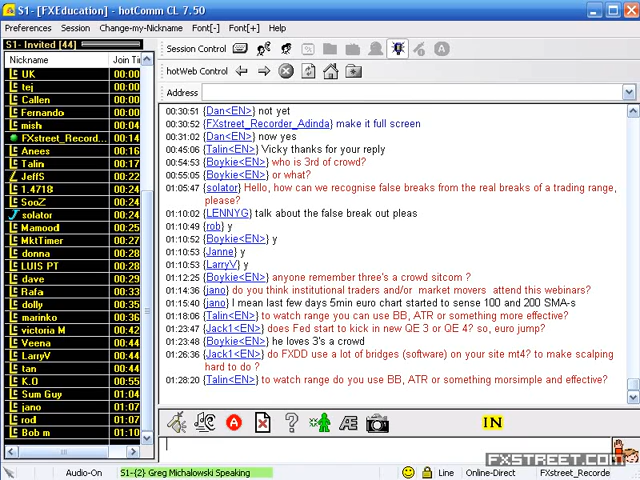 S1- [FXEducation] - hotComm CL 7.50
Preferences Session Change-my-Nickname Font[-] Font[+] Help
S1- Invited [44]
Session Control
hotWeb Control
Address
Nickname Join Tir
UK 00:00
tej 00:00
Callen 00:00
Fernando 00:00
mish 00:00
FXstreet_Record... 00:14
Anees 00:16
Talin 00:17
JeffS 00:22
1.4718 00:24
SooZ 00:24
solator 00:24
Mamood 00:25
MktTimer 00:27
donna 00:28
LUIS PT 00:28
dave 00:29
Rafa 00:31
dolly 00:35
marinko 00:36
victoria M 00:42
Veena 00:44
LarryV 00:44
tan 00:44
K.O 00:55
Sum Guy 01:04
jano 01:07
rod 01:07
Bob m 01:10
00:30:51 {Dan<EN>} not yet
00:30:52 {FXstreet_Recorder_Adinda} make it full screen
00:31:02 {Dan<EN>} now yes
00:45:06 {Talin<EN>} Vicky thanks for your reply
00:54:53 {Boykie<EN>} who is 3rd of crowd?
00:55:05 {Boykie<EN>} or what?
01:05:47 {solator} Hello, how can we recognise false breaks from the real breaks of a trading range,
please?
01:10:02 {LENNYG} talk about the false break out pleas
01:10:49 {rob} y
01:10:52 {Boykie<EN>} y
01:10:53 {Janne} y
01:10:53 {LarryV} y
01:12:25 {Boykie<EN>} anyone remember three's a crowd sitcom ?
01:14:36 {jano} do you think institutional traders and/or market movers attend this webinars?
01:15:40 {jano} I mean last few days 5min euro chart started to sense 100 and 200 SMA-s
01:18:06 {Talin<EN>} to watch range you can use BB, ATR or something more effective?
01:23:47 {Jack1<EN>} does Fed start to kick in new QE 3 or QE 4? so, euro jump?
01:23:48 {Boykie<EN>} he loves 3's a crowd
01:26:36 {Jack1<EN>} do FXDD use a lot of bridges (software) on your site mt4? to make scalping
hard to do ?
01:28:20 {Talin<EN>} to watch range do you use BB, ATR or something morsimple and effective?
IN
FXSTREET.COM
Audio-On S1-{2} Greg Michalowski Speaking Line Online-Direct FXstreet_Recorde